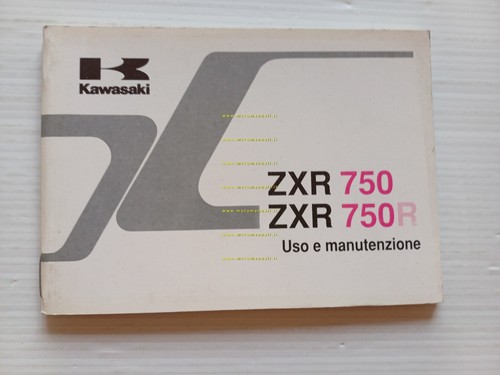 Kawasaki
ZXR 750
ZXR 750R
Uso e manutenzione